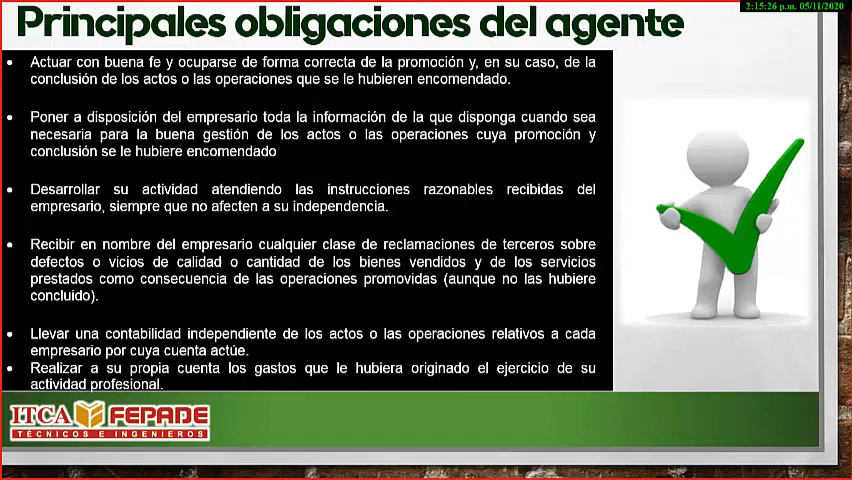 2:15:26 p.m. 05/11/2020
Principales obligaciones del agente
• Actuar con buena fe y ocuparse de forma correcta de la promoción y, en su caso, de la
conclusión de los actos o las operaciones que se le hubieren encomendado.
• Poner a disposición del empresario toda la información de la que disponga cuando sea
necesaria para la buena gestión de los actos o las operaciones cuya promoción y
conclusión se le hubiere encomendado
• Desarrollar su actividad atendiendo las instrucciones razonables recibidas del
empresario, siempre que no afecten a su independencia.
• Recibir en nombre del empresario cualquier clase de reclamaciones de terceros sobre
defectos o vicios de calidad o cantidad de los bienes vendidos y de los servicios
prestados como consecuencia de las operaciones promovidas (aunque no las hubiere
concluido).
• Llevar una contabilidad independiente de los actos o las operaciones relativos a cada
empresario por cuya cuenta actúe.
• Realizar a su propia cuenta los gastos que le hubiera originado el ejercicio de su
actividad profesional.
ITCA FEPADE
TÉCNICOS E INGENIEROS